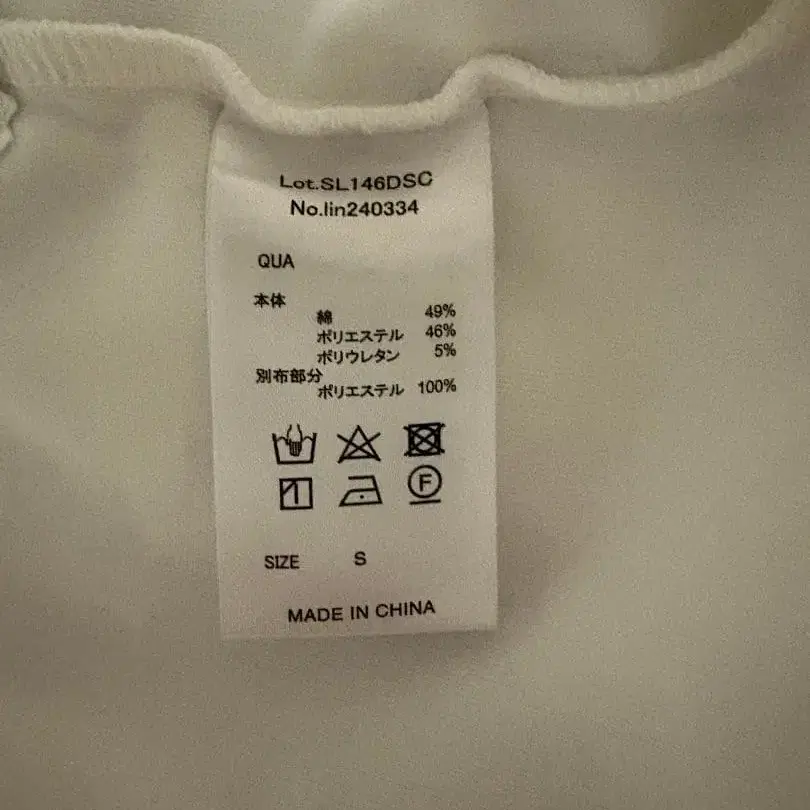 Lot.SL146DSC
No.lin240334
QUA
本体
綿 49%
ポリエステル 46%
ポリウレタン 5%
別布部分
ポリエステル 100%
F
SIZE S
MADE IN CHINA